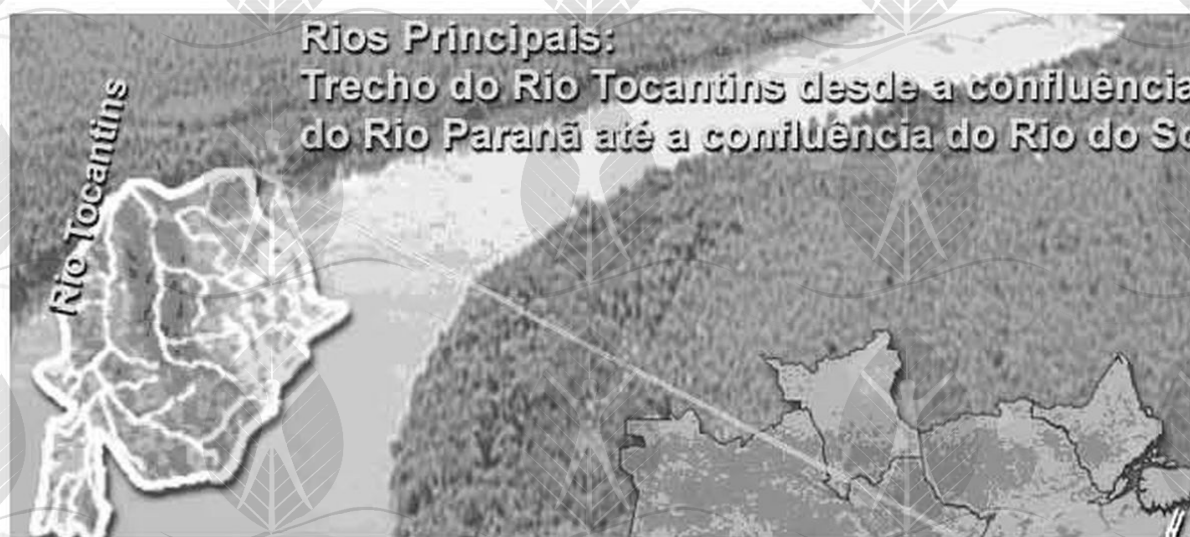 Rios Principais:
Trecho do Rio Tocantins desde a confluência
do Rio Paranã até a confluência do Rio do
Rio Tocantins